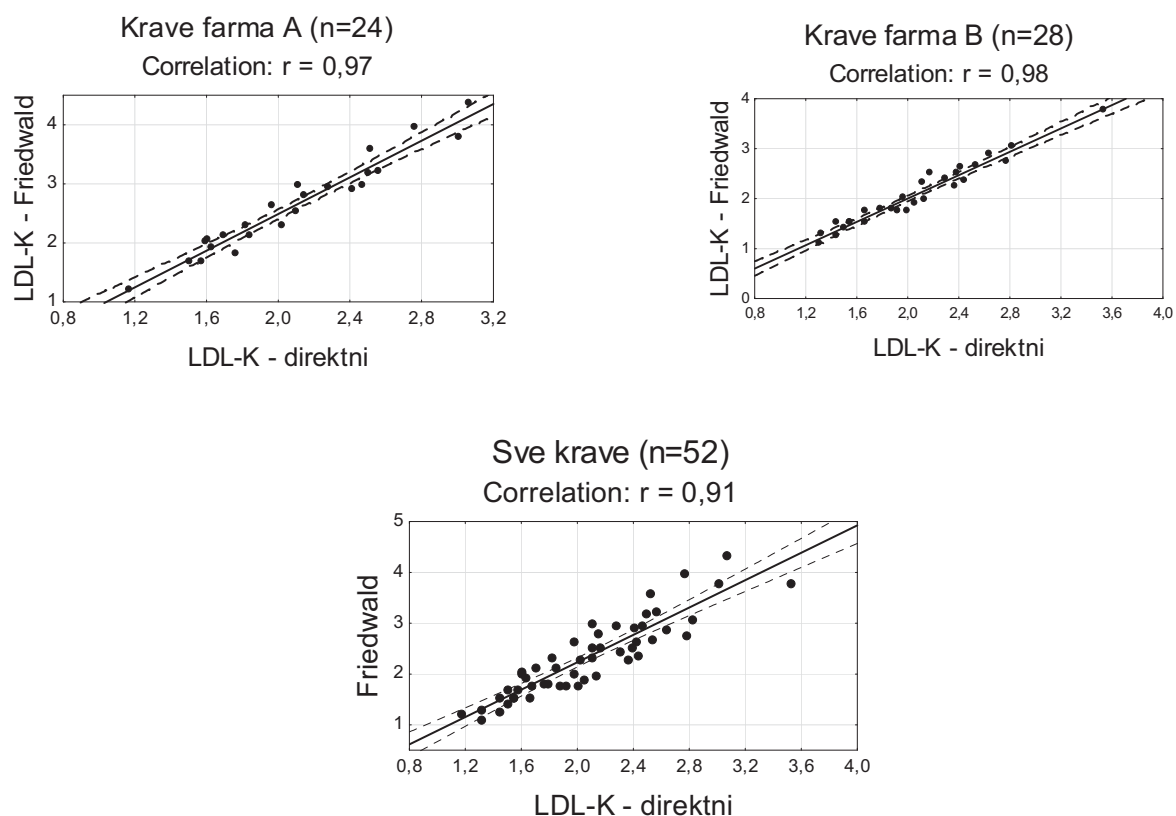 Krave farma A (n=24)
Correlation: r = 0,97
LDL-K - Friedwald
4
3
2
1
0,8 1,2 1,6 2,0 2,4 2,8 3,2
LDL-K - direktni
Krave farma B (n=28)
Correlation: r = 0,98
LDL-K - Friedwald
4
3
2
1
0
0,8 1,2 1,6 2,0 2,4 2,8 3,2 3,6 4,0
LDL-K - direktni
Sve krave (n=52)
Correlation: r = 0,91
Friedwald
5
4
3
2
1
0,8 1,2 1,6 2,0 2,4 2,8 3,2 3,6 4,0
LDL-K - direktni